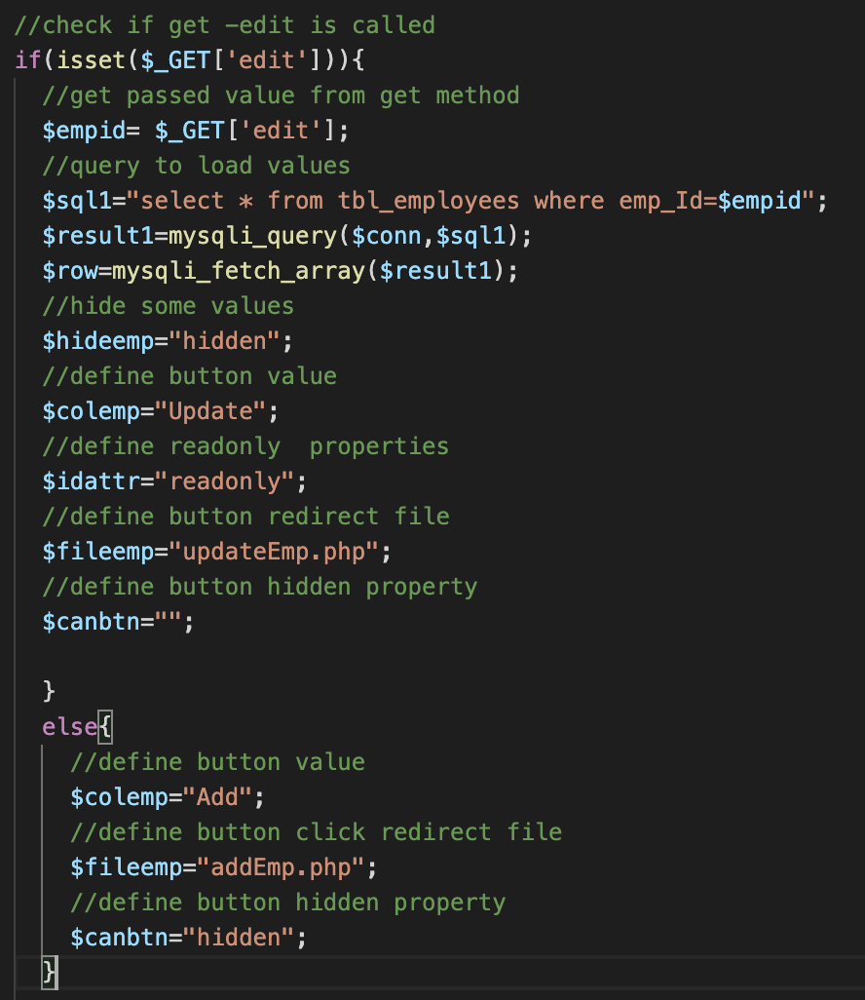 //check if get -edit is called
if(isset($_GET['edit'])){
//get passed value from get method
$empid= $_GET['edit'];
//query to load values
$sql1="select * from tbl_employees where emp_Id=$empid";
$result1=mysqli_query($conn,$sql1);
$row=mysqli_fetch_array($result1);
//hide some values
$hideemp="hidden";
//define button value
$colemp="Update";
//define readonly  properties
$idattr="readonly";
//define button redirect file
$fileemp="updateEmp.php";
//define button hidden property
$canbtn="";
}
else{
//define button value
$colemp="Add";
//define button click redirect file
$fileemp="addEmp.php";
//define button hidden property
$canbtn="hidden";
}